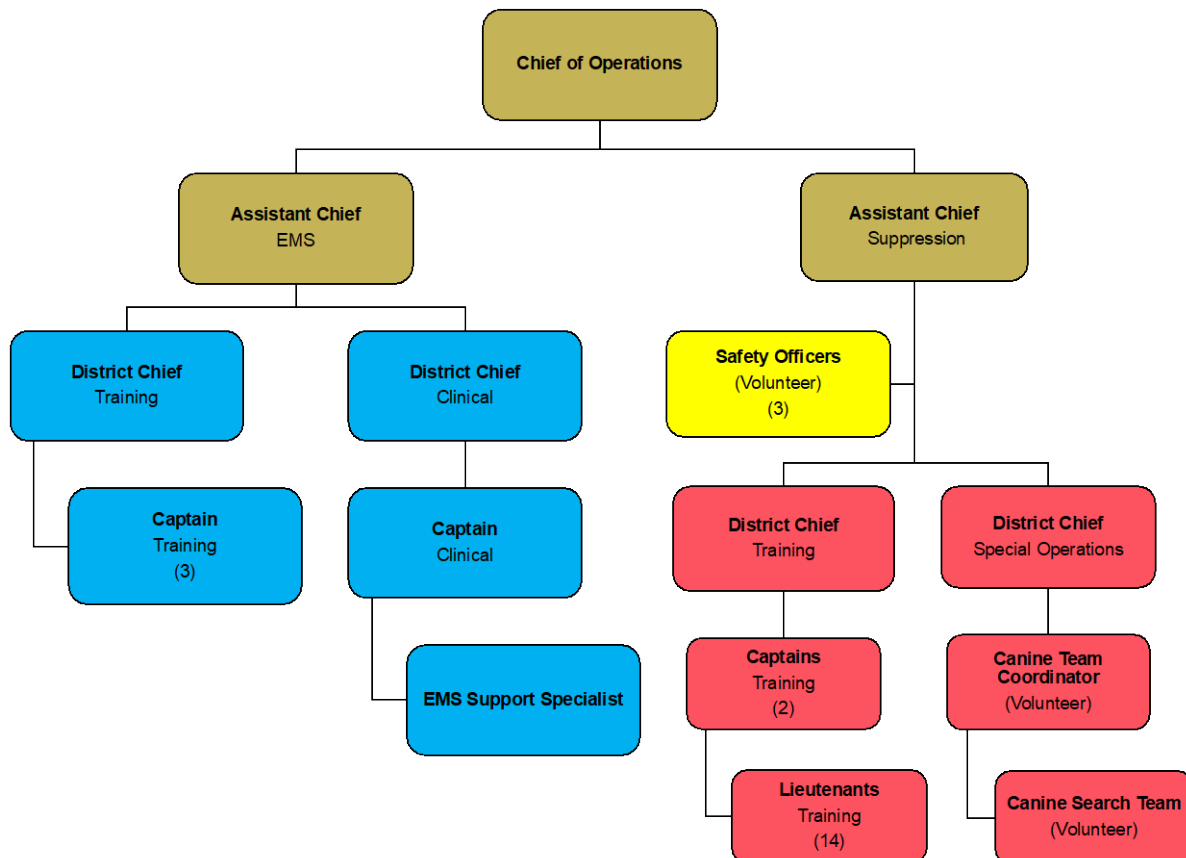 Chief of Operations
Assistant Chief
EMS
Assistant Chief
Suppression
District Chief
Training
District Chief
Clinical
Safety Officers
(Volunteer)
(3)
Captain
Training
(3)
Captain
Clinical
District Chief
Training
District Chief
Special Operations
EMS Support Specialist
Captains
Training
(2)
Canine Team
Coordinator
(Volunteer)
Lieutenants
Training
(14)
Canine Search Team
(Volunteer)